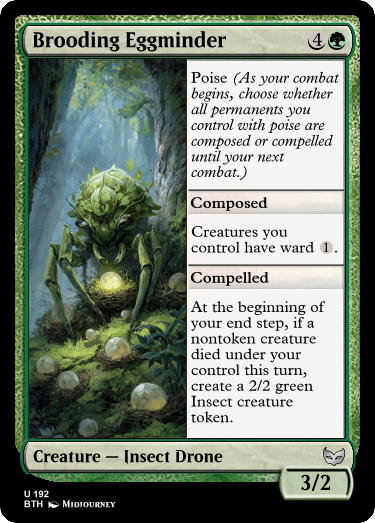 Brooding Eggminder 4
Poise (As your combat
begins, choose whether
all permanents you
control with poise are
composed or compelled
until your next
combat.)
Composed
Creatures you
control have ward 1.
Compelled
At the beginning of
your end step, if a
nontoken creature
died under your
control this turn,
create a 2/2 green
Insect creature
token.
Creature — Insect Drone
3/2
U 192
BTH Midjourney